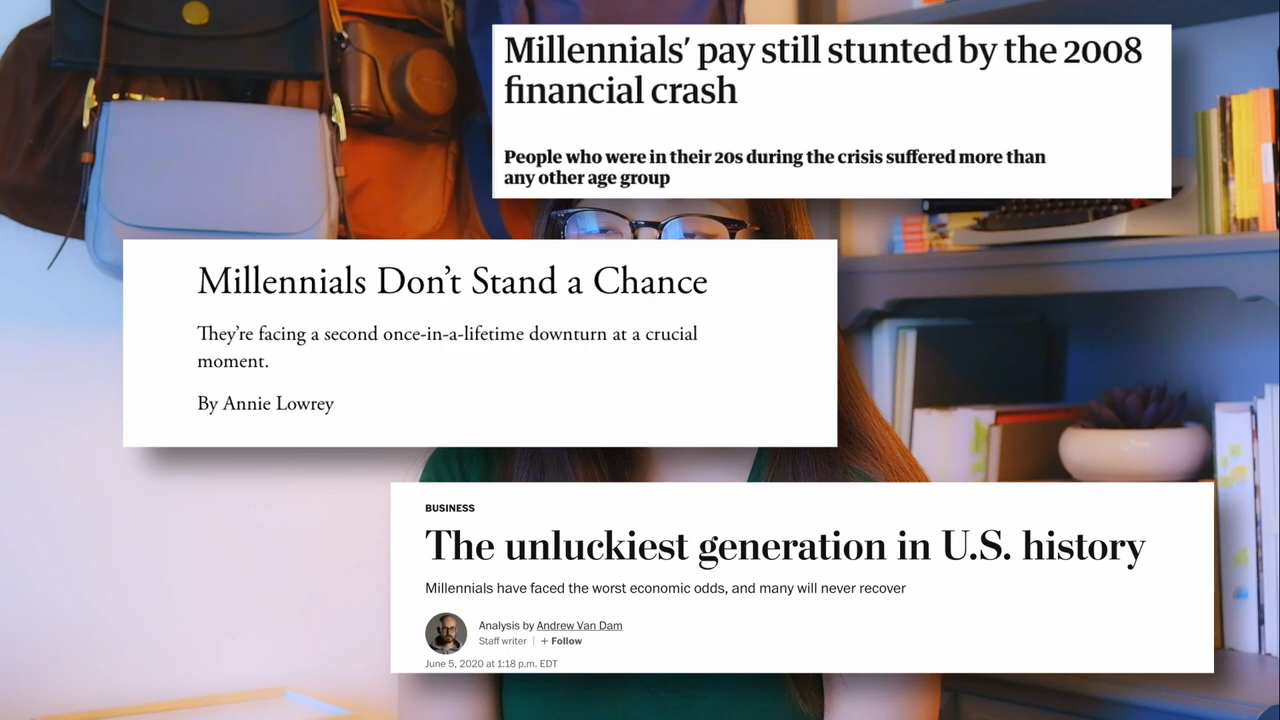 Millennials’ pay still stunted by the 2008
financial crash
People who were in their 20s during the crisis suffered more than
any other age group
Millennials Don’t Stand a Chance
They’re facing a second once-in-a-lifetime downturn at a crucial
moment.
By Annie Lowrey
BUSINESS
The unluckiest generation in U.S. history
Millennials have faced the worst economic odds, and many will never recover
Analysis by Andrew Van Dam
Staff writer | + Follow
June 5, 2020 at 1:18 p.m. EDT